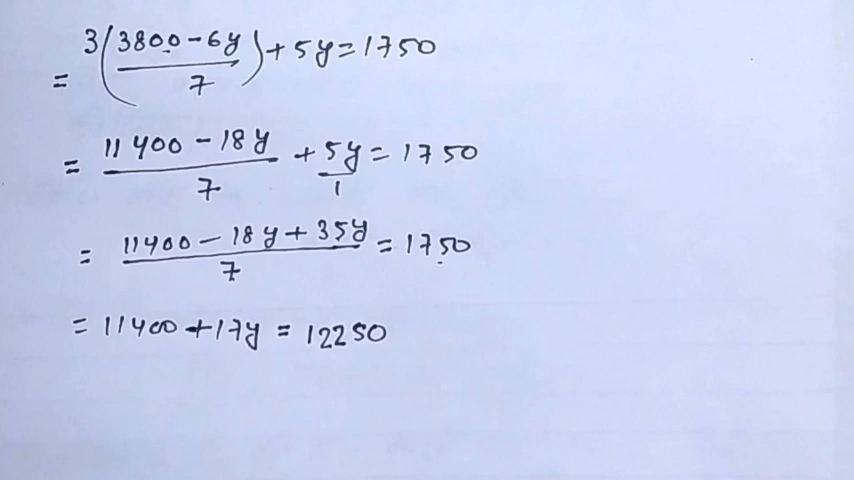 = 3(3800 - 6y / 7) + 5y = 1750
= 11400 - 18y / 7 + 5y / 1 = 1750
= 11400 - 18y + 35y / 7 = 1750
= 11400 + 17y = 12250